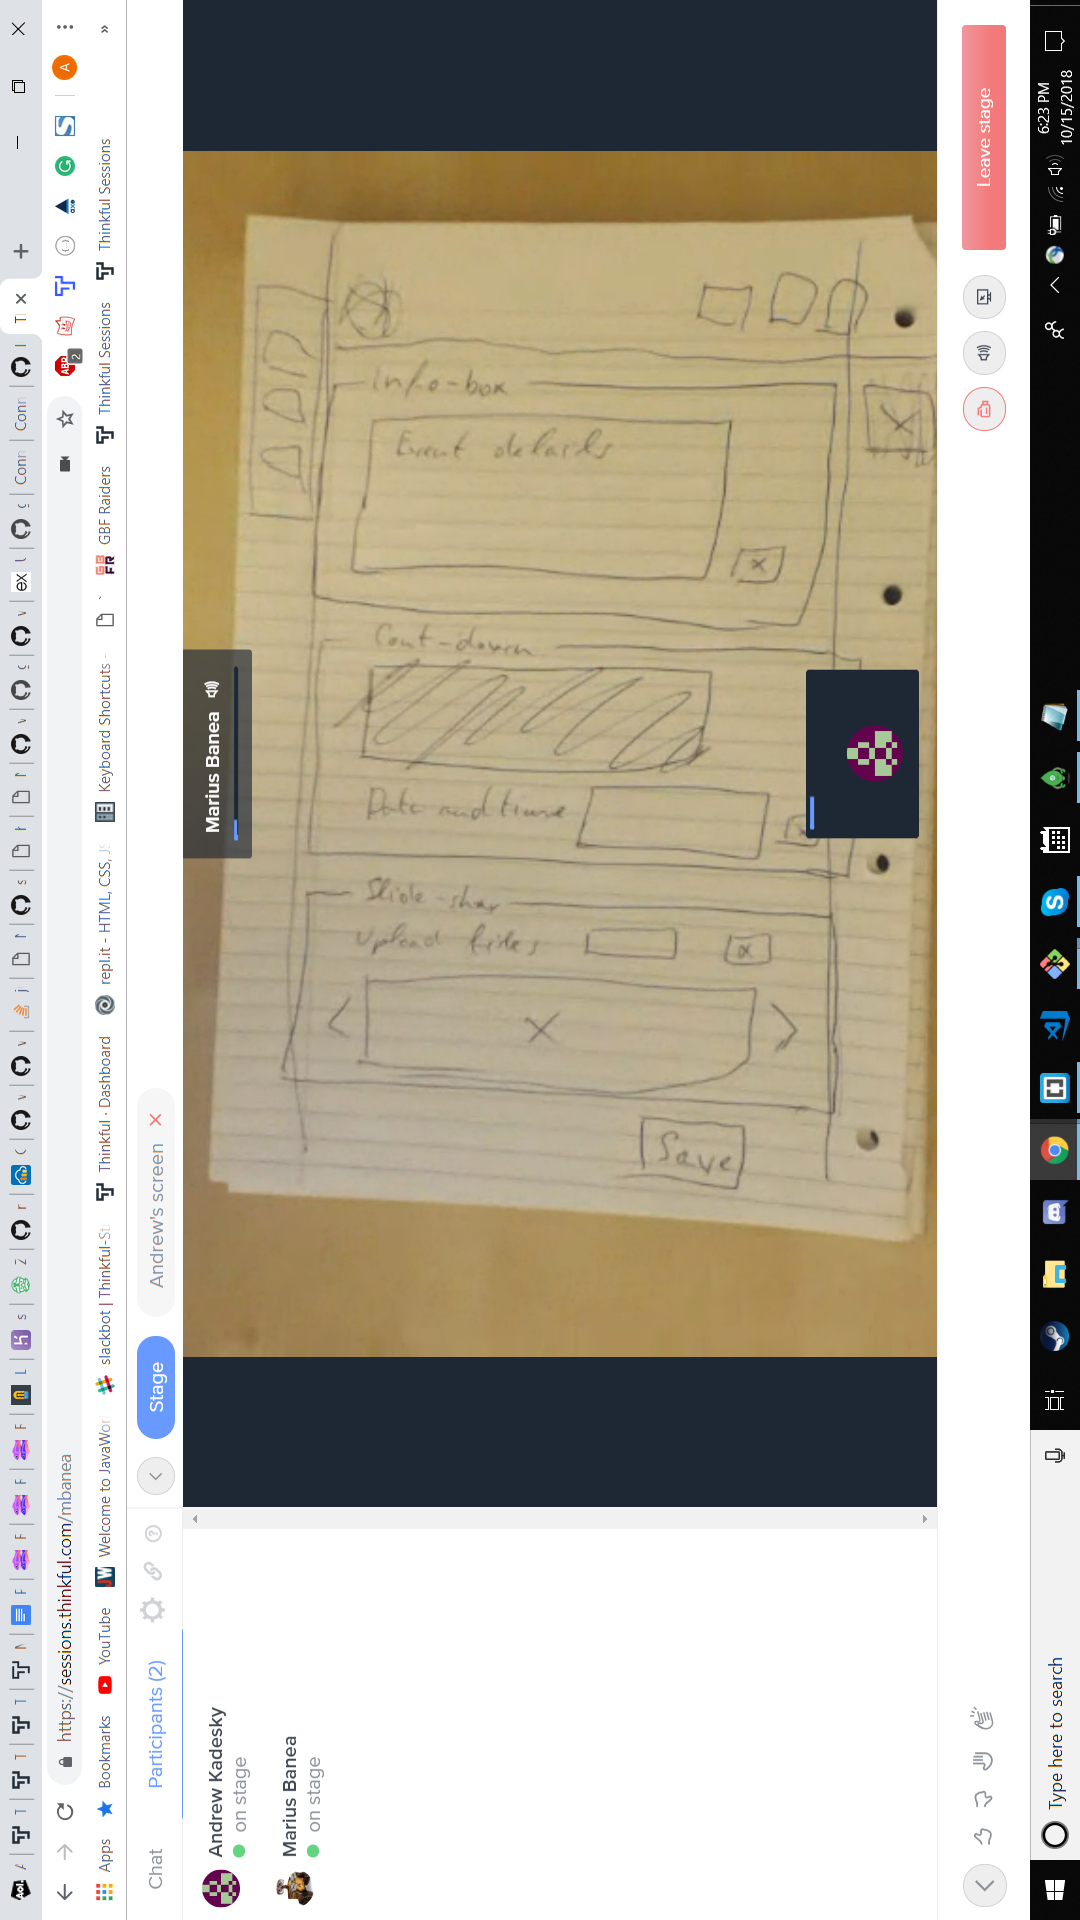 https://sessions.thinkful.com/mbanea
Apps
Bookmarks
YouTube
Welcome to JavaWor
slackbot | Thinkful-Stu
Thinkful · Dashboard
repl.it - HTML, CSS, JS
Keyboard Shortcuts -
GBF Raiders
Thinkful Sessions
Thinkful Sessions
Chat
Participants (2)
Stage
Andrew's screen
Andrew Kadesky
on stage
Marius Banea
on stage
Marius Banea
Info-box
Event details
x
Count-down
Date and time
Slide-show
Upload files
x
Save
Leave stage
Type here to search
6:23 PM
10/15/2018